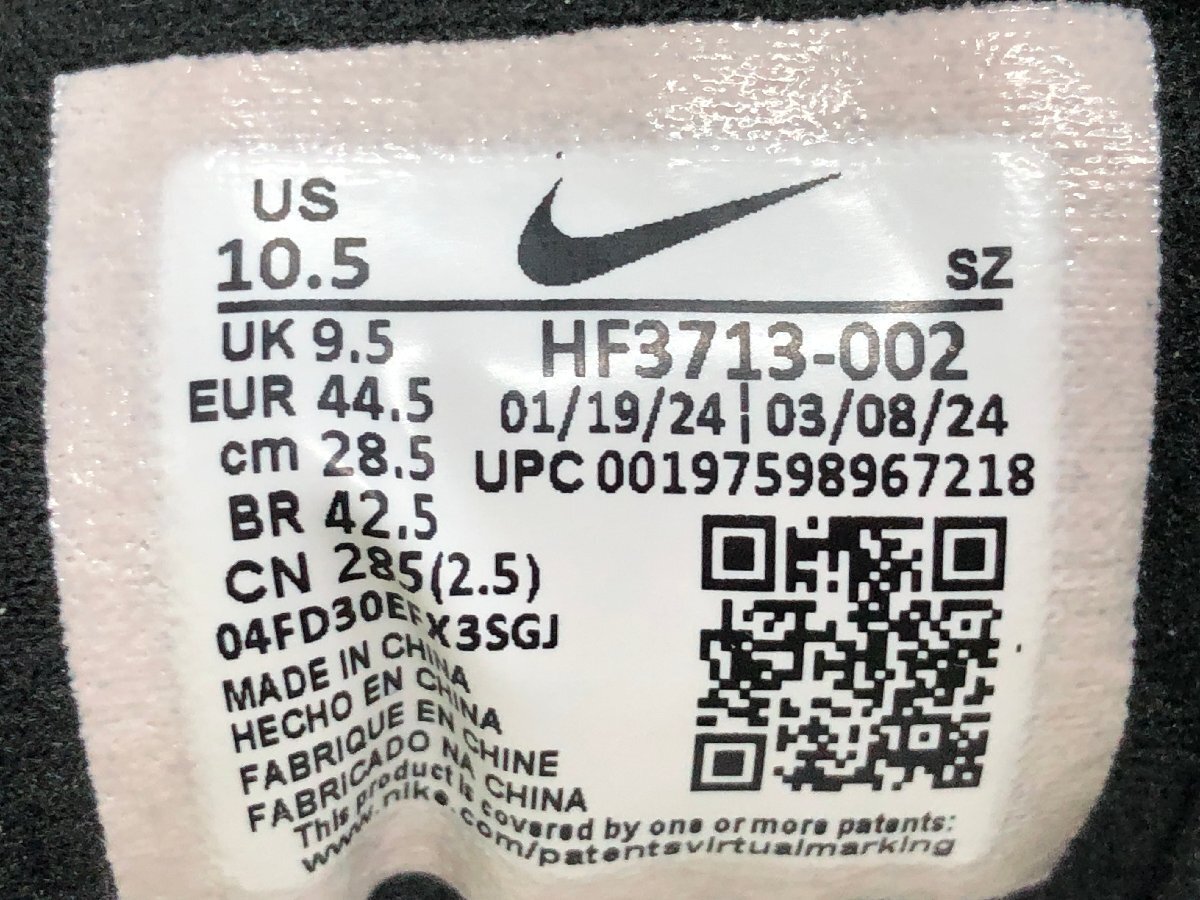 US
10.5
SZ
UK 9.5
EUR 44.5
cm 28.5
BR 42.5
CN 285(2.5)
04FD30EFX3SGJ
HF3713-002
01/19/24 | 03/08/24
UPC 00197598967218
MADE IN CHINA
HECHO EN CHINA
FABRIQUE EN CHINE
FABRICADO NA CHINA
This product is covered by one or more patents:
www.nike.com/patentsvirtualmarking